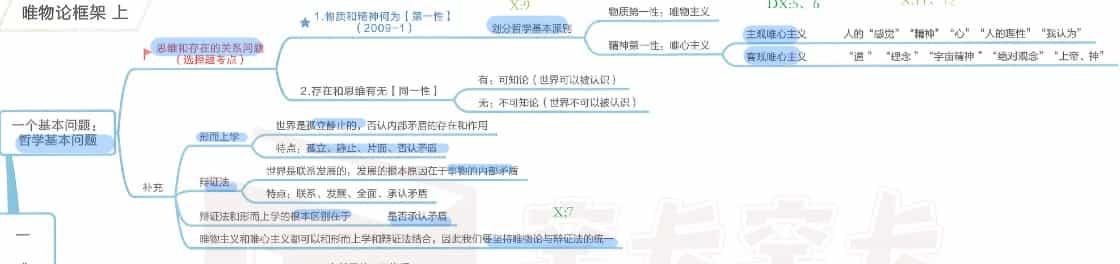 唯物论框架 上
X:9
DX:5、6
一个基本问题：
哲学基本问题
思维和存在的关系问题
（选择题考点）
1.物质和精神何为【第一性】
（2009-1）
划分哲学基本派别
物质第一性：唯物主义
精神第一性：唯心主义
主观唯心主义
人的“感觉” “精神” “心” “人的理性” “我认为”
客观唯心主义
“道” “理念” “宇宙精神” “绝对观念” “上帝、神”
2.存在和思维有无【同一性】
有：可知论（世界可以被认识）
无：不可知论（世界不可以被认识）
补充
形而上学
世界是孤立静止的，否认内部矛盾的存在和作用
特点：孤立、静止、片面、否认矛盾
辩证法
世界是联系发展的，发展的根本原因在于事物的内部矛盾
特点：联系、发展、全面、承认矛盾
辩证法和形而上学的根本区别在于 是否承认矛盾
X:7
唯物主义和唯心主义都可以和形而上学和辩证法结合，因此我们要坚持唯物论与辩证法的统一
一